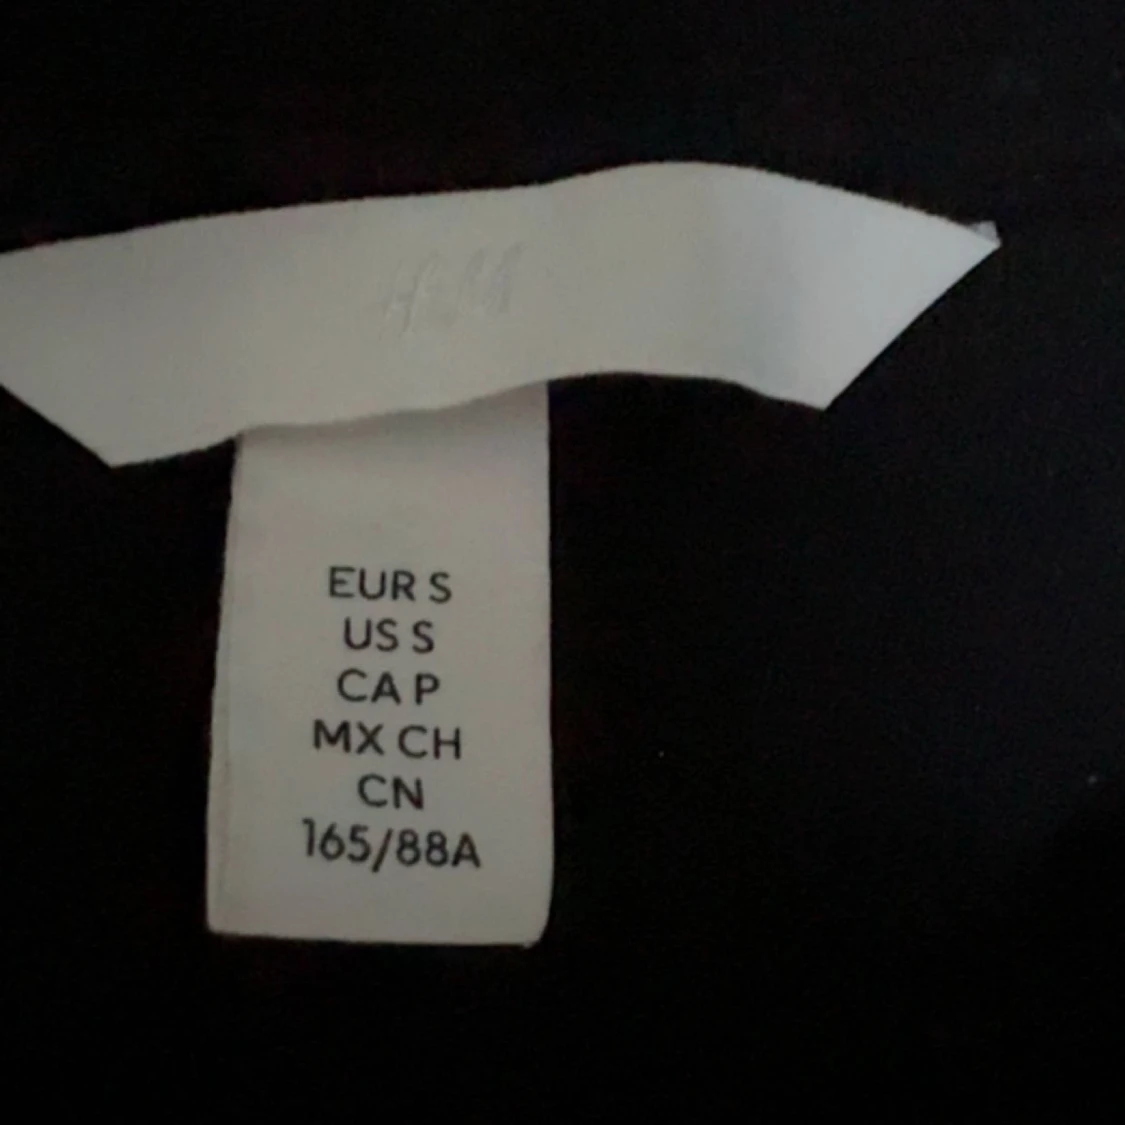 H&M
EUR S
US S
CA P
MX CH
CN
165/88A